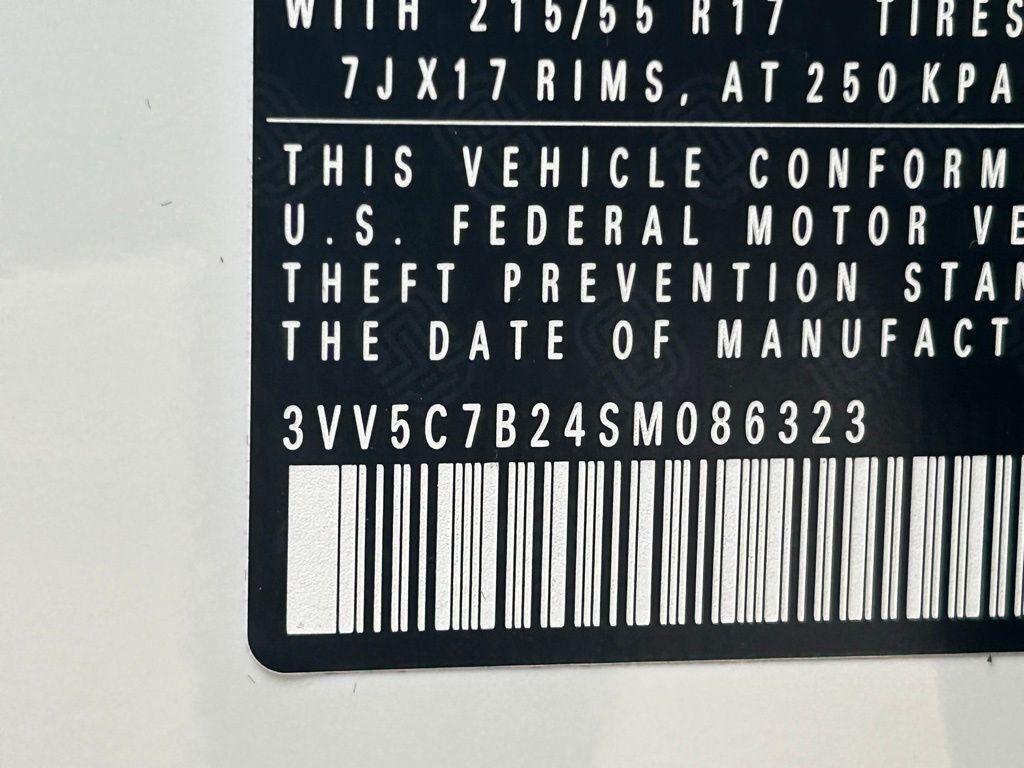 WITH 215/55 R17 TIRES
7JX17 RIMS, AT 250 KPA
THIS VEHICLE CONFORM
U.S. FEDERAL MOTOR VE
THEFT PREVENTION STAN
THE DATE OF MANUFACT
3VV5C7B24SM086323